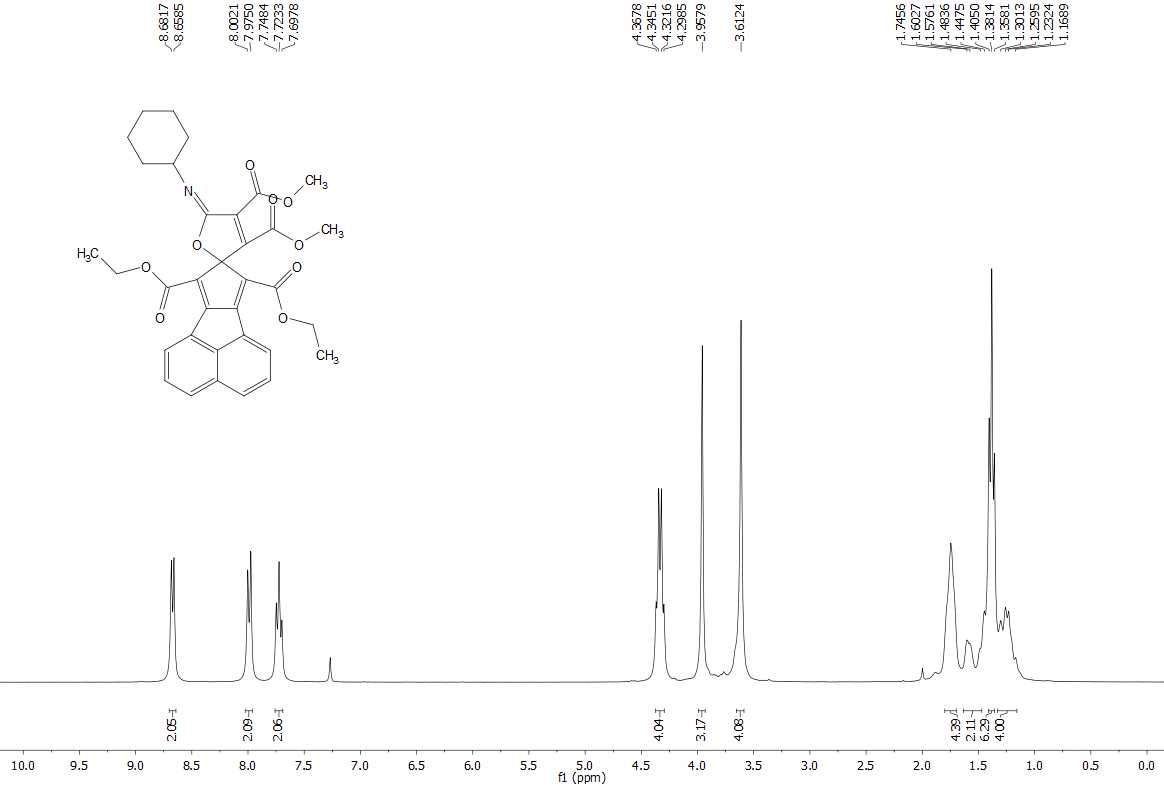 8.6817
8.6585
8.0021
7.9750
7.7484
7.7233
7.6978
4.3678
4.3451
4.3216
4.2985
3.9579
3.6124
1.7456
1.6027
1.5761
1.4836
1.4475
1.4050
1.3814
1.3581
1.3013
1.2595
1.2324
1.1689
O
CH3
N
O
O
O
CH3
O
O
H3C
O
O
O
O
CH3
2.05
2.09
2.06
4.04
3.17
4.08
4.39
2.11
6.29
4.00
10.0 9.5 9.0 8.5 8.0 7.5 7.0 6.5 6.0 5.5 5.0 4.5 4.0 3.5 3.0 2.5 2.0 1.5 1.0 0.5 0.0
f1 (ppm)